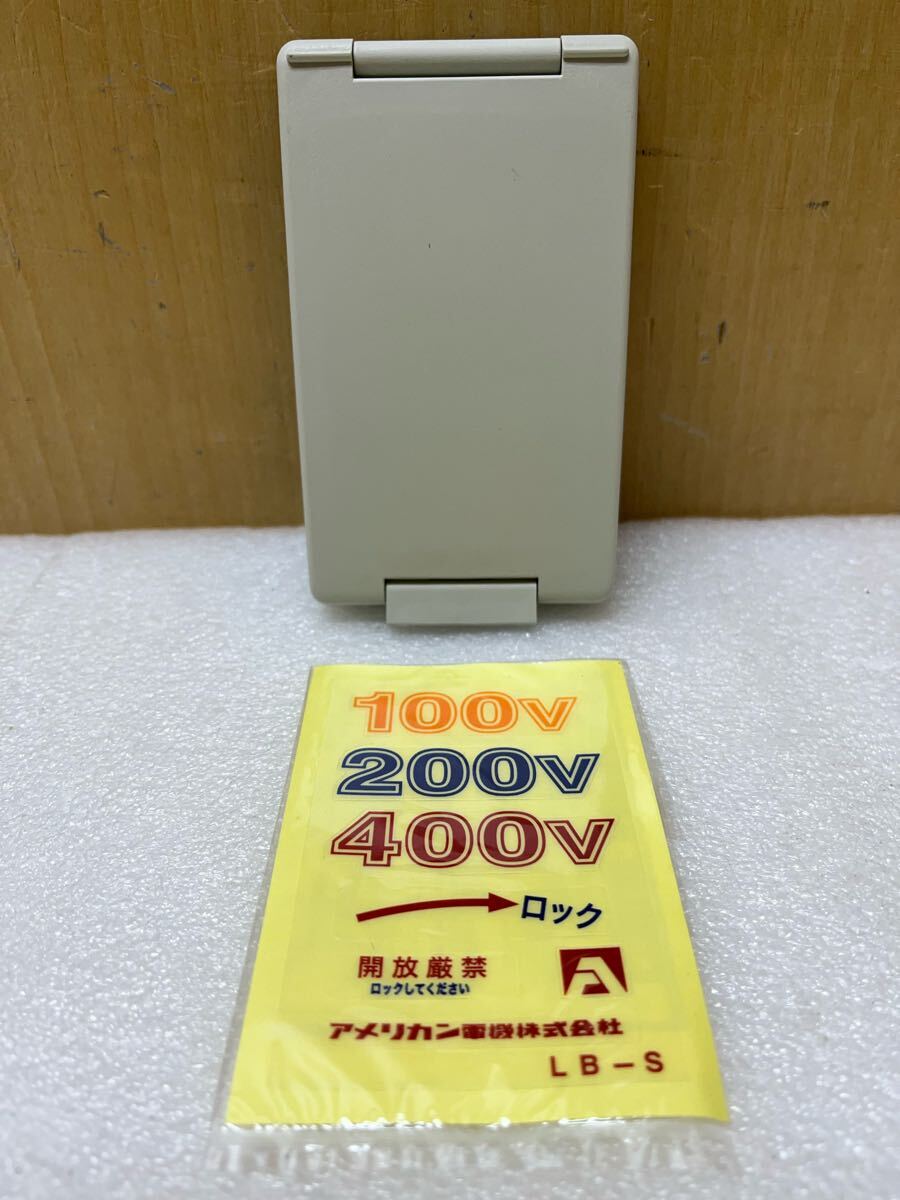 100V
200V
400V
ロック
開放厳禁
ロックしてください
アメリカン電機株式会社
LB-S